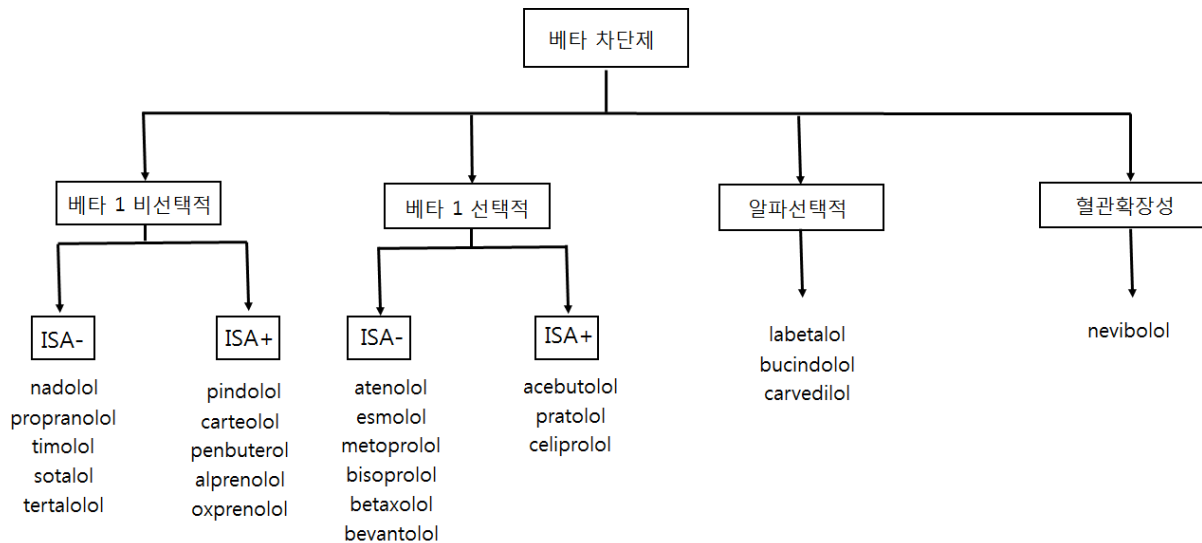 베타 차단제
베타 1 비선택적
베타 1 선택적
알파선택적
혈관확장성
ISA-
nadolol
propranolol
timolol
sotalol
tertalolol
ISA+
pindolol
carteolol
penbuterol
alprenolol
oxprenolol
ISA-
atenolol
esmolol
metoprolol
bisoprolol
betaxolol
bevantolol
ISA+
acebutolol
pratolol
celiprolol
labetalol
bucindolol
carvedilol
nevibolol